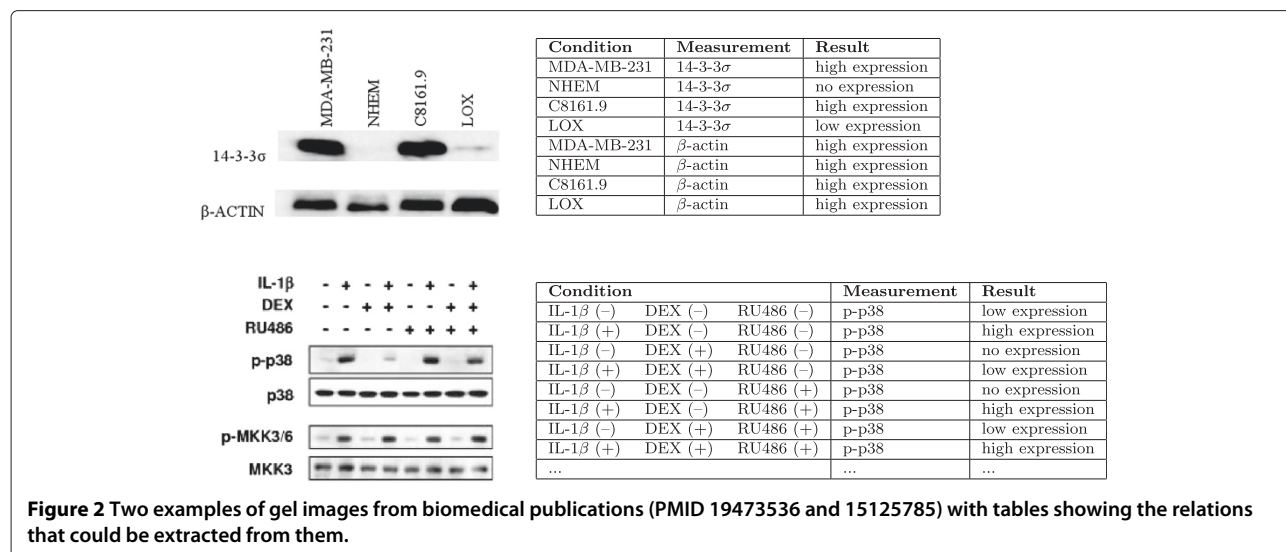 MDA-MB-231
NHEM
C8161.9
LOX
14-3-3σ
β-ACTIN
Condition Measurement Result
MDA-MB-231 14-3-3σ high expression
NHEM 14-3-3σ no expression
C8161.9 14-3-3σ high expression
LOX 14-3-3σ low expression
MDA-MB-231 β-actin high expression
NHEM β-actin high expression
C8161.9 β-actin high expression
LOX β-actin high expression
IL-1β - + - + - + - +
DEX - - + + - - + +
RU486 - - - - + + + +
p-p38
p38
p-MKK3/6
MKK3
Condition Measurement Result
IL-1β (–) DEX (–) RU486 (–) p-p38 low expression
IL-1β (+) DEX (–) RU486 (–) p-p38 high expression
IL-1β (–) DEX (+) RU486 (–) p-p38 no expression
IL-1β (+) DEX (+) RU486 (–) p-p38 low expression
IL-1β (–) DEX (–) RU486 (+) p-p38 no expression
IL-1β (+) DEX (–) RU486 (+) p-p38 high expression
IL-1β (–) DEX (+) RU486 (+) p-p38 low expression
IL-1β (+) DEX (+) RU486 (+) p-p38 high expression
... ... ...
Figure 2 Two examples of gel images from biomedical publications (PMID 19473536 and 15125785) with tables showing the relations
that could be extracted from them.